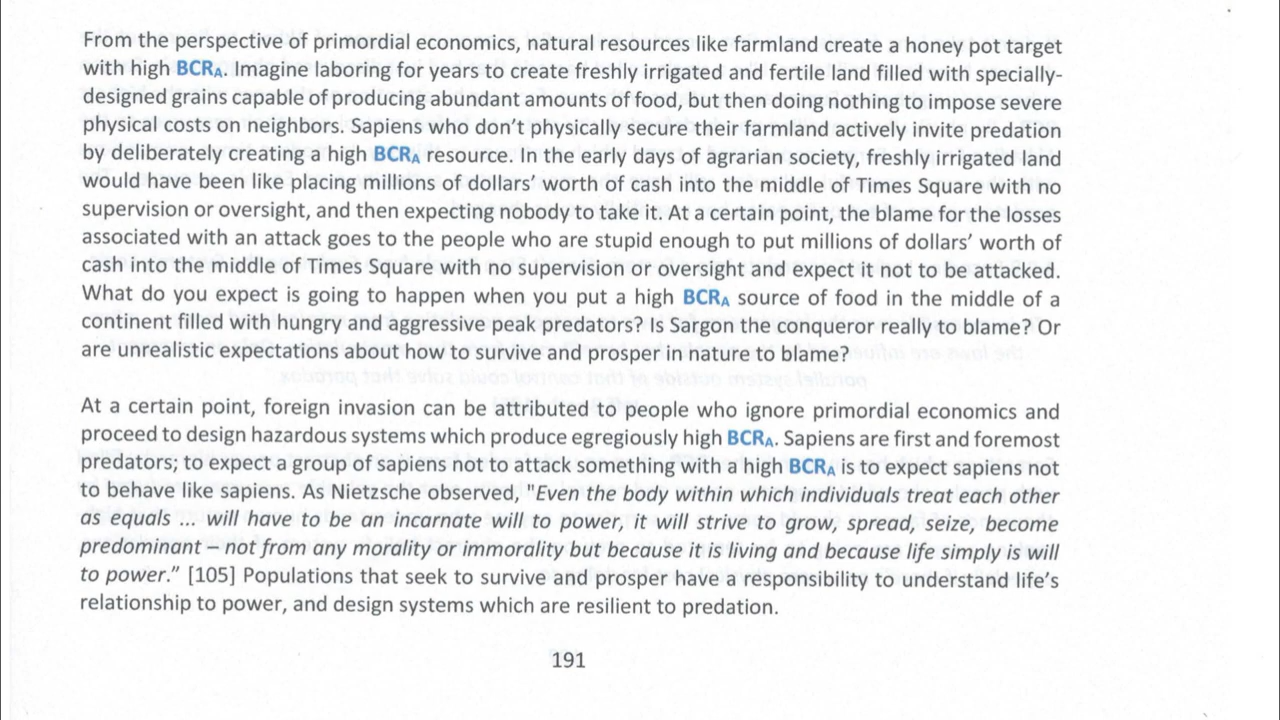 From the perspective of primordial economics, natural resources like farmland create a honey pot target
with high BCRA. Imagine laboring for years to create freshly irrigated and fertile land filled with specially-
designed grains capable of producing abundant amounts of food, but then doing nothing to impose severe
physical costs on neighbors. Sapiens who don't physically secure their farmland actively invite predation
by deliberately creating a high BCRA resource. In the early days of agrarian society, freshly irrigated land
would have been like placing millions of dollars' worth of cash into the middle of Times Square with no
supervision or oversight, and then expecting nobody to take it. At a certain point, the blame for the losses
associated with an attack goes to the people who are stupid enough to put millions of dollars' worth of
cash into the middle of Times Square with no supervision or oversight and expect it not to be attacked.
What do you expect is going to happen when you put a high BCRA source of food in the middle of a
continent filled with hungry and aggressive peak predators? Is Sargon the conqueror really to blame? Or
are unrealistic expectations about how to survive and prosper in nature to blame?
At a certain point, foreign invasion can be attributed to people who ignore primordial economics and
proceed to design hazardous systems which produce egregiously high BCRA. Sapiens are first and foremost
predators; to expect a group of sapiens not to attack something with a high BCRA is to expect sapiens not
to behave like sapiens. As Nietzsche observed, "Even the body within which individuals treat each other
as equals ... will have to be an incarnate will to power, it will strive to grow, spread, seize, become
predominant – not from any morality or immorality but because it is living and because life simply is will
to power." [105] Populations that seek to survive and prosper have a responsibility to understand life's
relationship to power, and design systems which are resilient to predation.
191